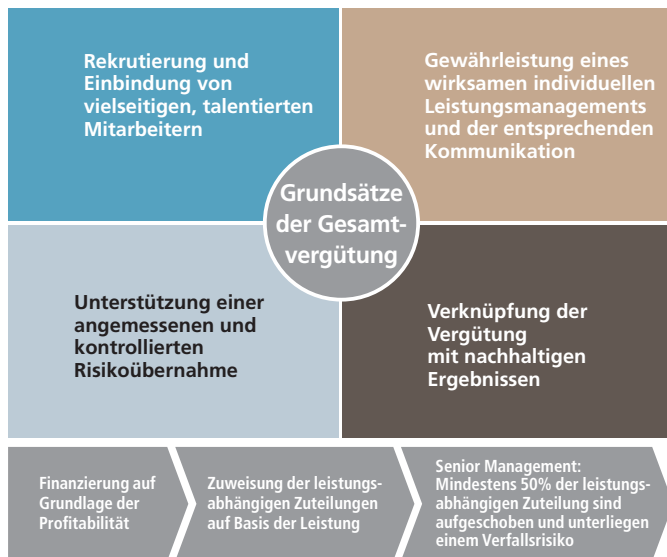 Rekrutierung und
Einbindung von
vielseitigen, talentierten
Mitarbeitern
Gewährleistung eines
wirksamen individuellen
Leistungsmanagements
und der entsprechenden
Kommunikation
Grundsätze
der Gesamt-
vergütung
Unterstützung einer
angemessenen und
kontrollierten
Risikoübernahme
Verknüpfung der
Vergütung
mit nachhaltigen
Ergebnissen
Finanzierung auf
Grundlage der
Profitabilität
Zuweisung der leistungs-
abhängigen Zuteilungen
auf Basis der Leistung
Senior Management:
Mindestens 50% der leistungs-
abhängigen Zuteilung sind
aufgeschoben und unterliegen
einem Verfallsrisiko